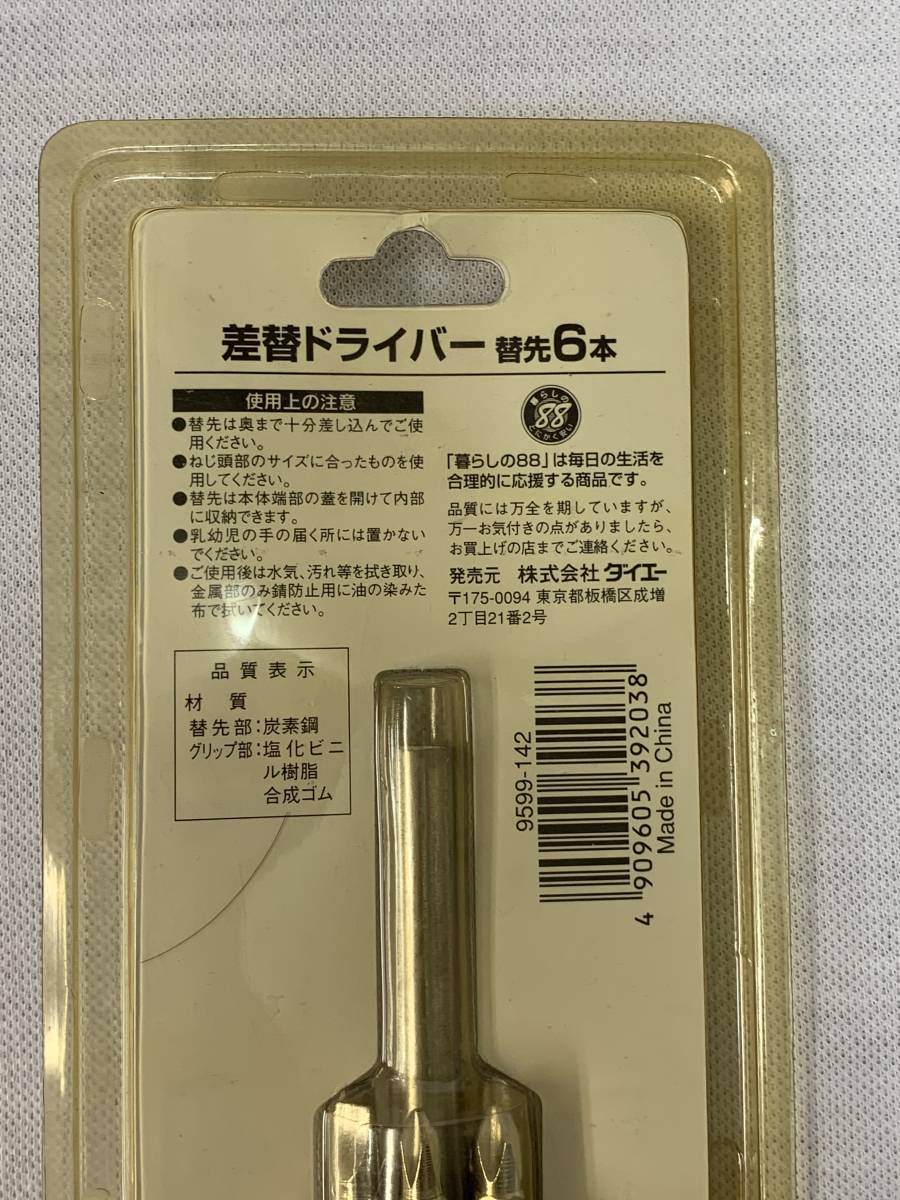 差替ドライバー 替先6本
使用上の注意
●替先は奥まで十分差し込んでご使
用ください。
●ねじ頭部のサイズに合ったものを使
用してください。
●替先は本体端部の蓋を開けて内部
に収納できます。
●乳幼児の手の届く所には置かない
でください。
●ご使用後は水気、汚れ等を拭き取り、
金属部のみ錆防止用に油の染みた
布で拭いてください。
暮らしの
88
とにかく安い
「暮らしの88」は毎日の生活を
合理的に応援する商品です。
品質には万全を期していますが、
万一お気付きの点がありましたら、
お買上げの店までご連絡ください。
発売元 株式会社 ダイエー
〒175-0094 東京都板橋区成増
2丁目21番2号
品質表示
材質
替先部：炭素鋼
グリップ部：塩化ビニ
ル樹脂
合成ゴム
9599-142
4 909605 392038
Made in China